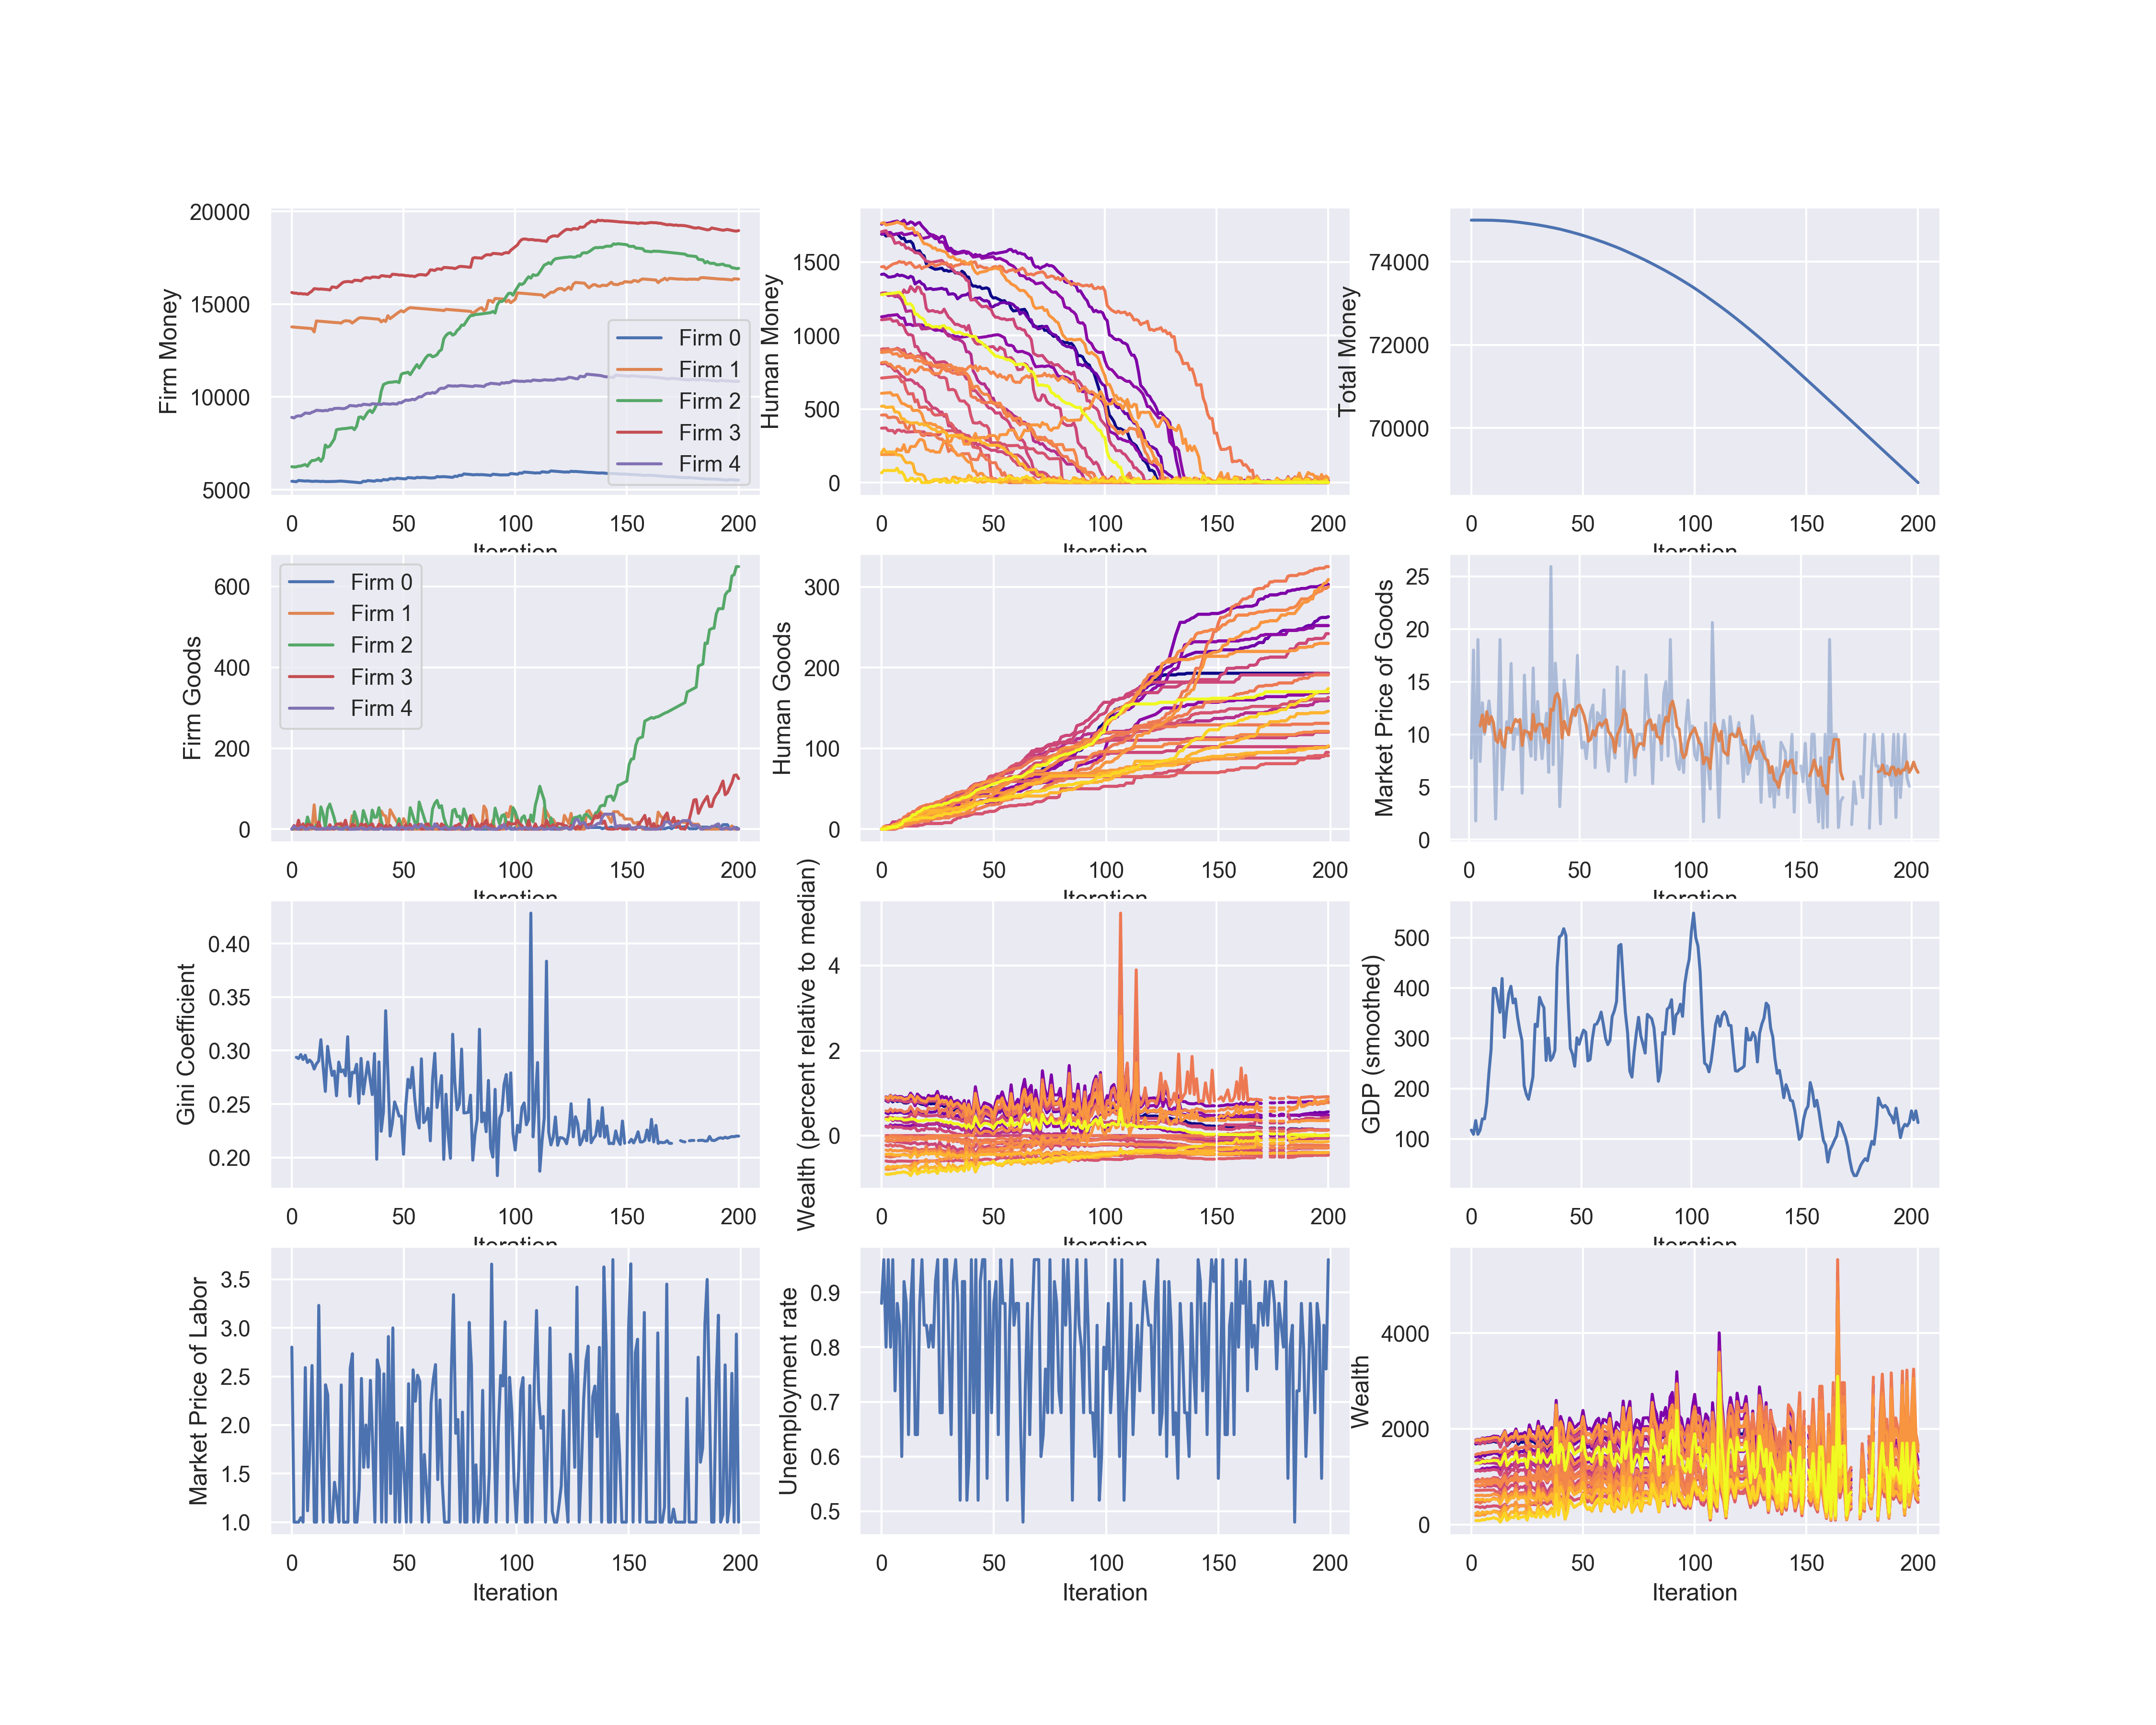 Firm Money
20000
15000
10000
5000
Firm 0
Firm 1
Firm 2
Firm 3
Firm 4
0 50 100 150 200
Iteration
Human Money
1500
1000
500
0
0 50 100 150 200
Iteration
Total Money
74000
72000
70000
0 50 100 150 200
Iteration
Firm Goods
600
400
200
0
Firm 0
Firm 1
Firm 2
Firm 3
Firm 4
0 50 100 150 200
Iteration
Human Goods
300
200
100
0
0 50 100 150 200
Iteration
Market Price of Goods
25
20
15
10
5
0
0 50 100 150 200
Iteration
Gini Coefficient
0.40
0.35
0.30
0.25
0.20
0 50 100 150 200
Iteration
Wealth (percent relative to median)
4
2
0
0 50 100 150 200
Iteration
GDP (smoothed)
500
400
300
200
100
0 50 100 150 200
Iteration
Market Price of Labor
3.5
3.0
2.5
2.0
1.5
1.0
0 50 100 150 200
Iteration
Unemployment rate
0.9
0.8
0.7
0.6
0.5
0 50 100 150 200
Iteration
Wealth
4000
2000
0
0 50 100 150 200
Iteration